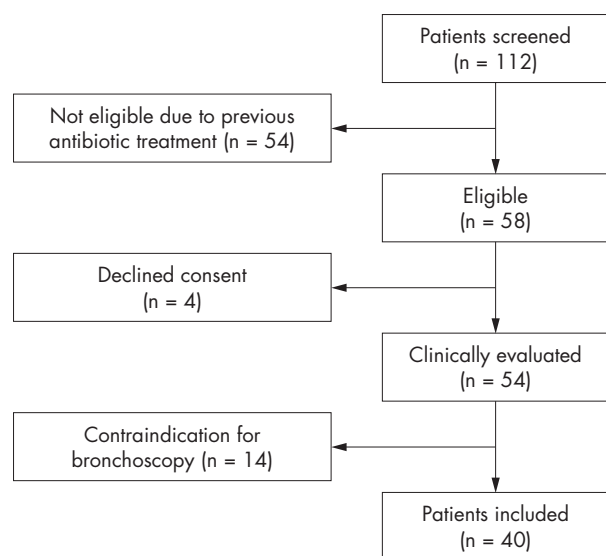 Patients screened
(n = 112)
Not eligible due to previous
antibiotic treatment (n = 54)
Eligible
(n = 58)
Declined consent
(n = 4)
Clinically evaluated
(n = 54)
Contraindication for
bronchoscopy (n = 14)
Patients included
(n = 40)